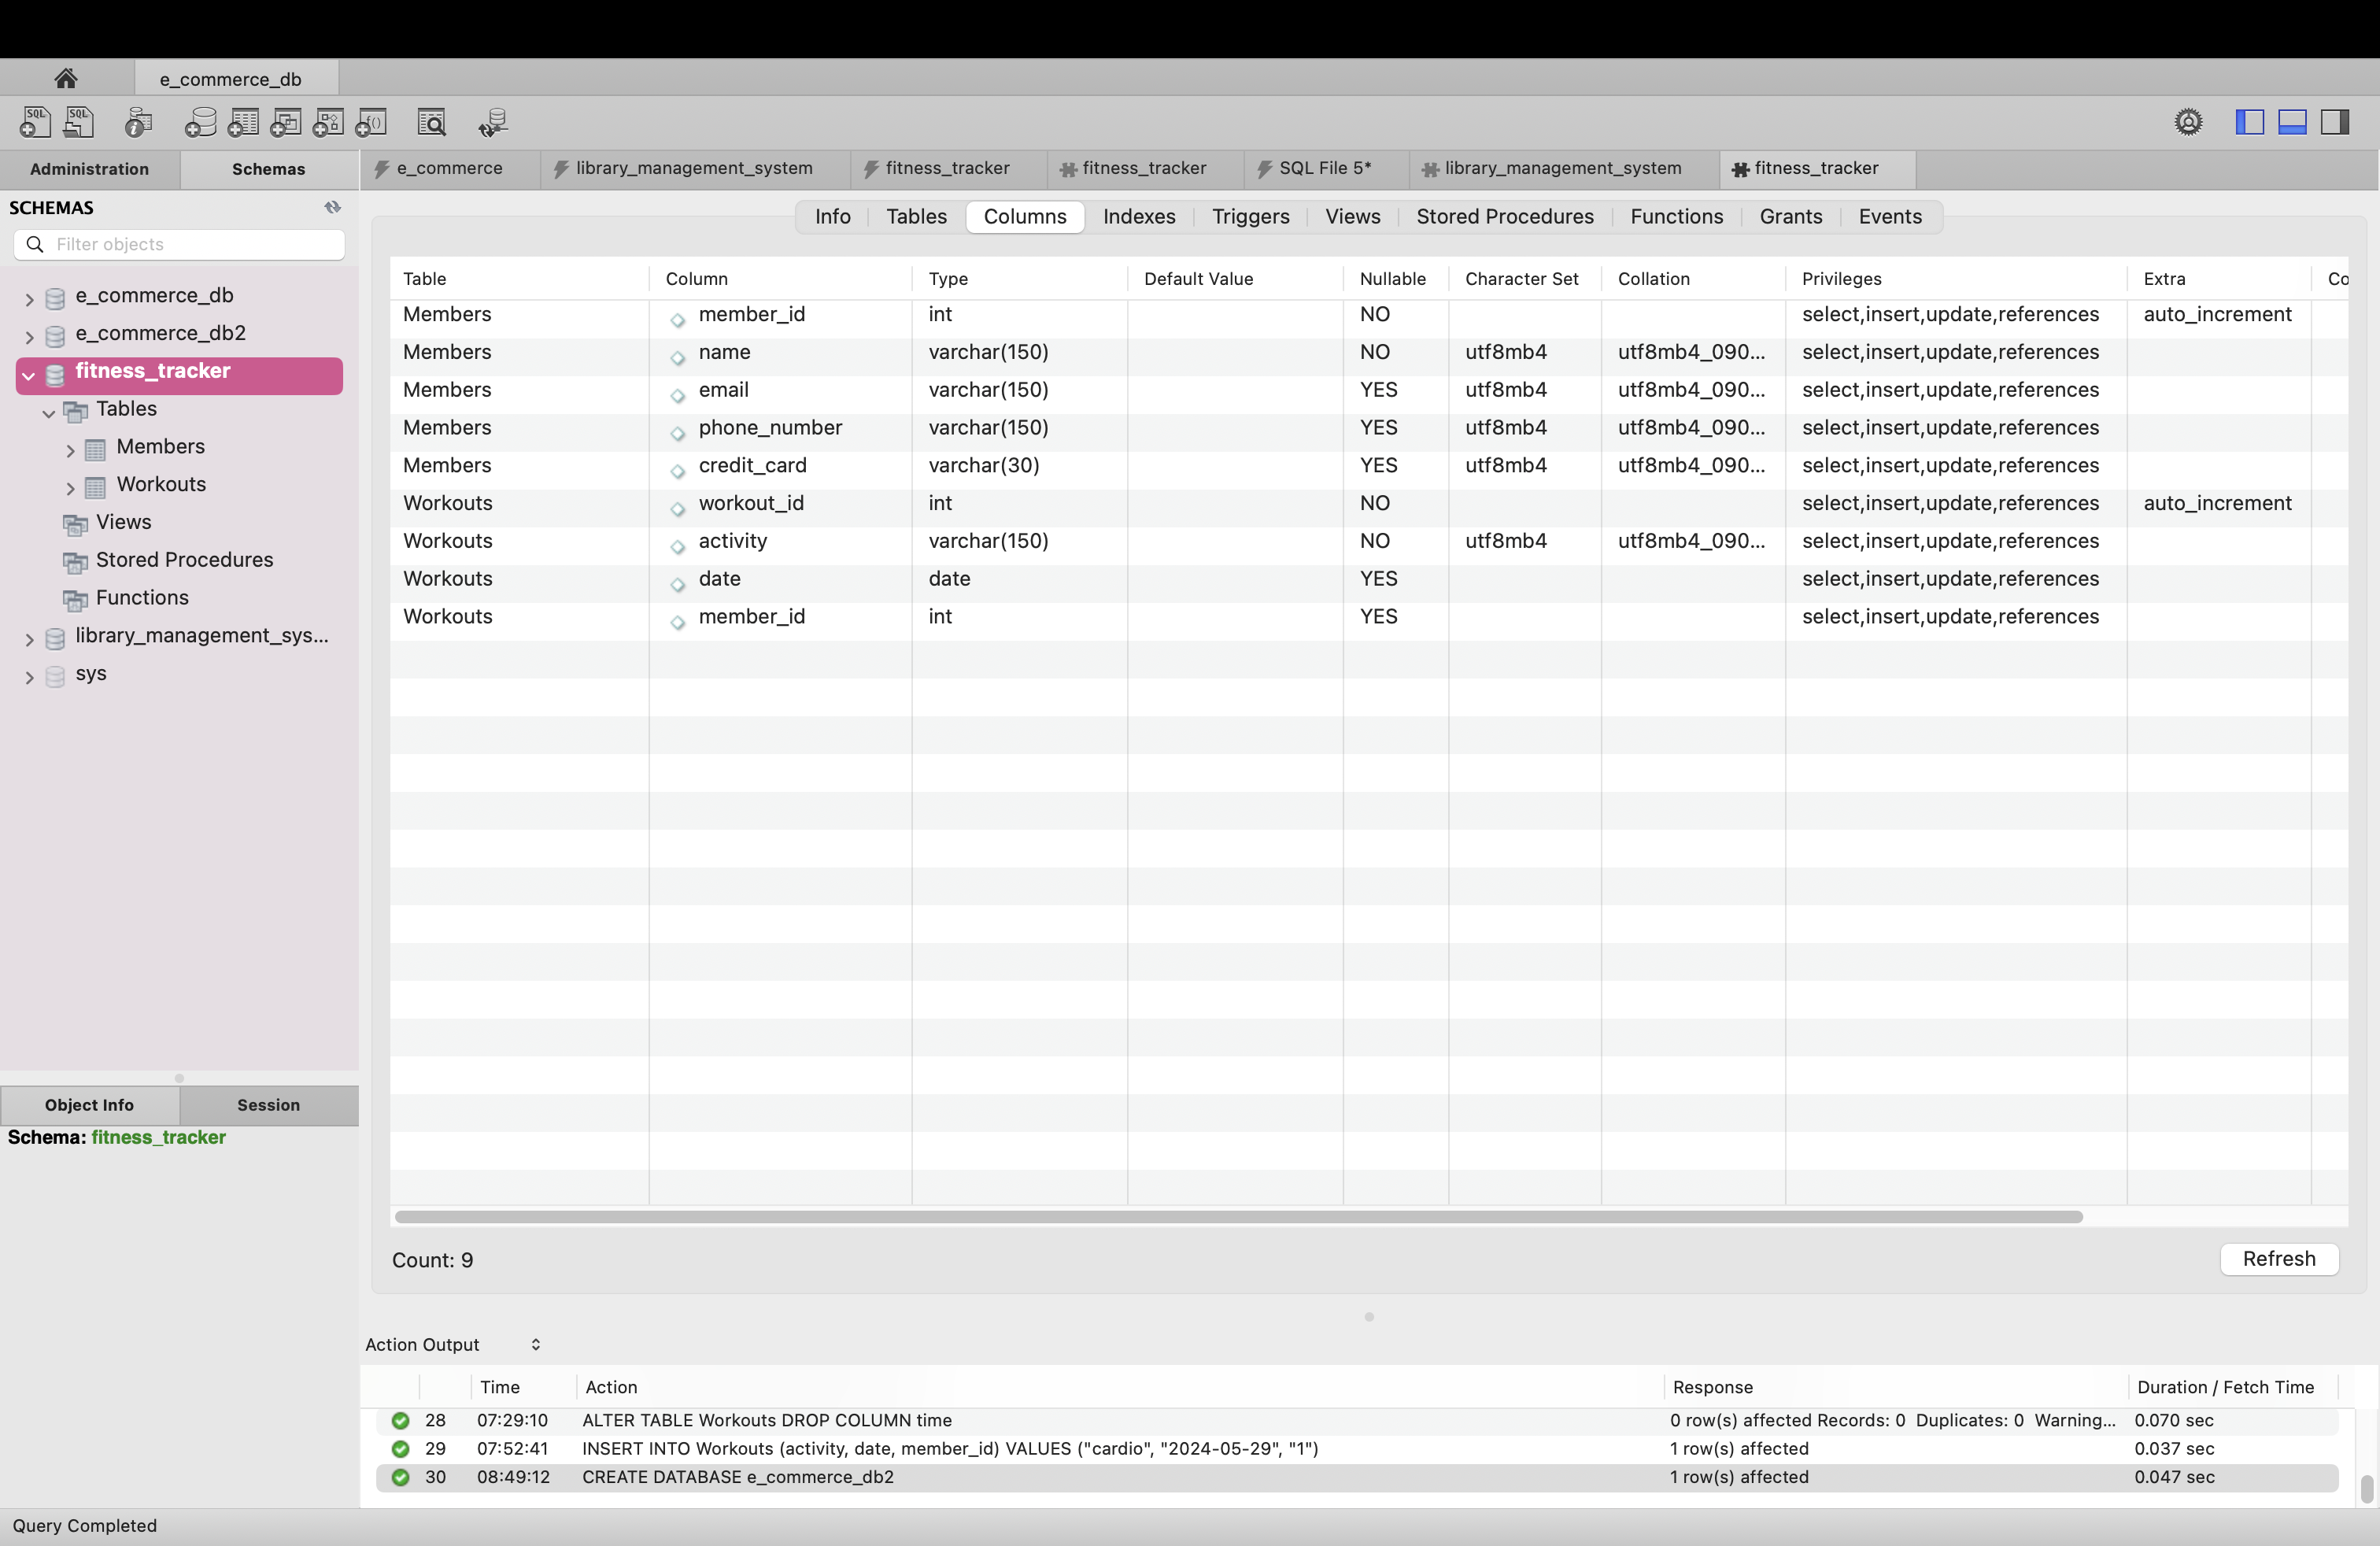 e_commerce_db
Administration Schemas
e_commerce library_management_system fitness_tracker fitness_tracker SQL File 5* library_management_system fitness_tracker
SCHEMAS
Filter objects
e_commerce_db
e_commerce_db2
fitness_tracker
Tables
Members
Workouts
Views
Stored Procedures
Functions
library_management_sys...
sys
Object Info Session
Schema: fitness_tracker
Info Tables Columns Indexes Triggers Views Stored Procedures Functions Grants Events
Table Column Type Default Value Nullable Character Set Collation Privileges Extra Co
Members member_id int NO select,insert,update,references auto_increment
Members name varchar(150) NO utf8mb4 utf8mb4_090... select,insert,update,references
Members email varchar(150) YES utf8mb4 utf8mb4_090... select,insert,update,references
Members phone_number varchar(150) YES utf8mb4 utf8mb4_090... select,insert,update,references
Members credit_card varchar(30) YES utf8mb4 utf8mb4_090... select,insert,update,references
Workouts workout_id int NO select,insert,update,references auto_increment
Workouts activity varchar(150) NO utf8mb4 utf8mb4_090... select,insert,update,references
Workouts date date YES select,insert,update,references
Workouts member_id int YES select,insert,update,references
Count: 9 Refresh
Action Output
Time Action Response Duration / Fetch Time
28 07:29:10 ALTER TABLE Workouts DROP COLUMN time 0 row(s) affected Records: 0 Duplicates: 0 Warning... 0.070 sec
29 07:52:41 INSERT INTO Workouts (activity, date, member_id) VALUES ("cardio", "2024-05-29", "1") 1 row(s) affected 0.037 sec
30 08:49:12 CREATE DATABASE e_commerce_db2 1 row(s) affected 0.047 sec
Query Completed